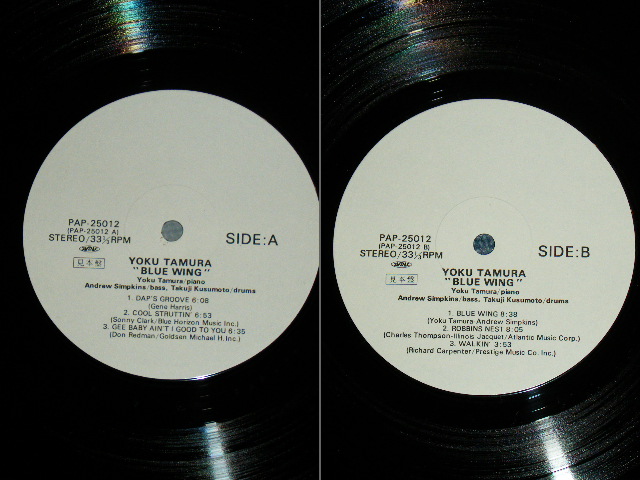 PAP-25012
(PAP-25012 A)
STEREO/33⅓RPM
SIDE:A
見本盤
YOKU TAMURA
"BLUE WING"
Yoku Tamura/piano
Andrew Simpkins/bass. Takuji Kusumoto/drums
1. DAP'S GROOVE 6:08
(Gene Harris)
2. COOL STRUTTIN' 6:53
(Sonny Clark/Blue Horizon Music Inc.)
3. GEE BABY AIN'T I GOOD TO YOU 6:35
(Don Redman/Goldsen Michael H. Inc.)
PAP-25012
(PAP-25012 B)
STEREO/33⅓RPM
SIDE:B
見本盤
YOKU TAMURA
"BLUE WING"
Yoku Tamura/piano
Andrew Simpkins/bass. Takuji Kusumoto/drums
1. BLUE WING 8:38
(Yoku Tamura·Andrew Simpkins)
2. ROBBINS NEST 8:05
(Charles Thompson-Illinois Jacquet/Atlantic Music Corp.)
3. WALKIN' 3:53
(Richard Carpenter/Prestige Music Co. Inc.)